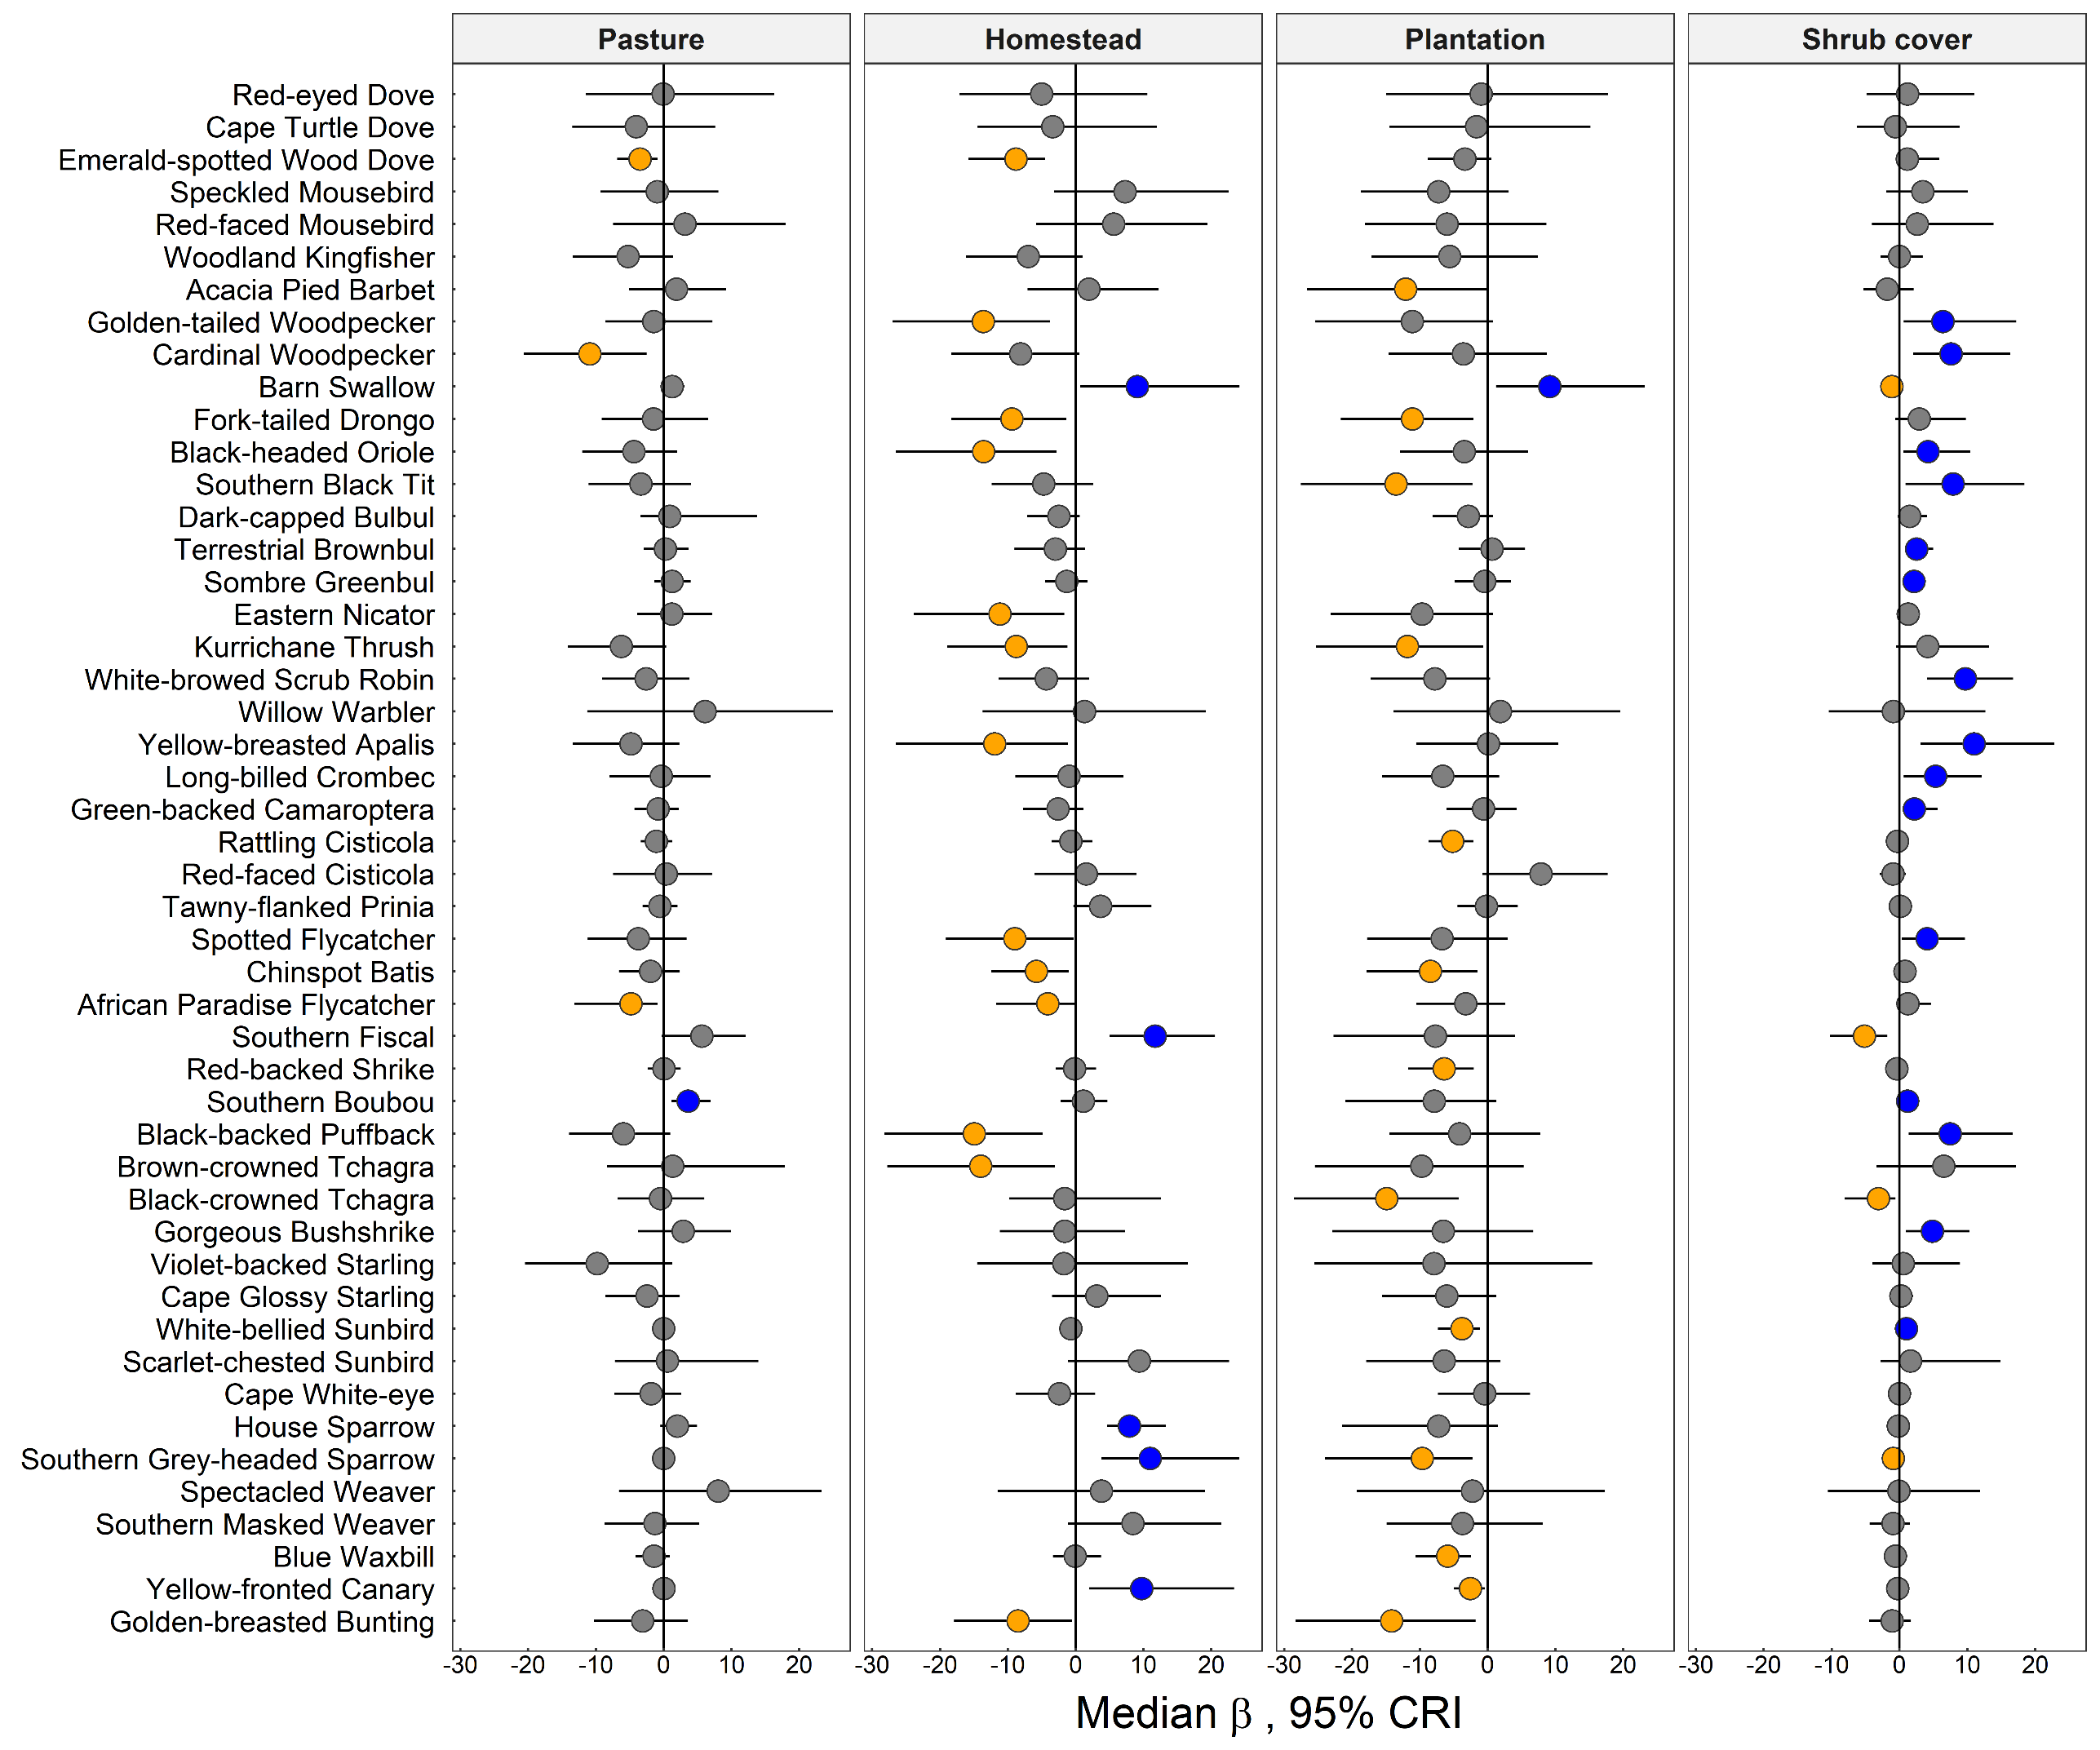 Pasture Homestead Plantation Shrub cover
Red-eyed Dove
Cape Turtle Dove
Emerald-spotted Wood Dove
Speckled Mousebird
Red-faced Mousebird
Woodland Kingfisher
Acacia Pied Barbet
Golden-tailed Woodpecker
Cardinal Woodpecker
Barn Swallow
Fork-tailed Drongo
Black-headed Oriole
Southern Black Tit
Dark-capped Bulbul
Terrestrial Brownbul
Sombre Greenbul
Eastern Nicator
Kurrichane Thrush
White-browed Scrub Robin
Willow Warbler
Yellow-breasted Apalis
Long-billed Crombec
Green-backed Camaroptera
Rattling Cisticola
Red-faced Cisticola
Tawny-flanked Prinia
Spotted Flycatcher
Chinspot Batis
African Paradise Flycatcher
Southern Fiscal
Red-backed Shrike
Southern Boubou
Black-backed Puffback
Brown-crowned Tchagra
Black-crowned Tchagra
Gorgeous Bushshrike
Violet-backed Starling
Cape Glossy Starling
White-bellied Sunbird
Scarlet-chested Sunbird
Cape White-eye
House Sparrow
Southern Grey-headed Sparrow
Spectacled Weaver
Southern Masked Weaver
Blue Waxbill
Yellow-fronted Canary
Golden-breasted Bunting
-30 -20 -10 0 10 20 -30 -20 -10 0 10 20 -30 -20 -10 0 10 20 -30 -20 -10 0 10 20
Median β , 95% CRI